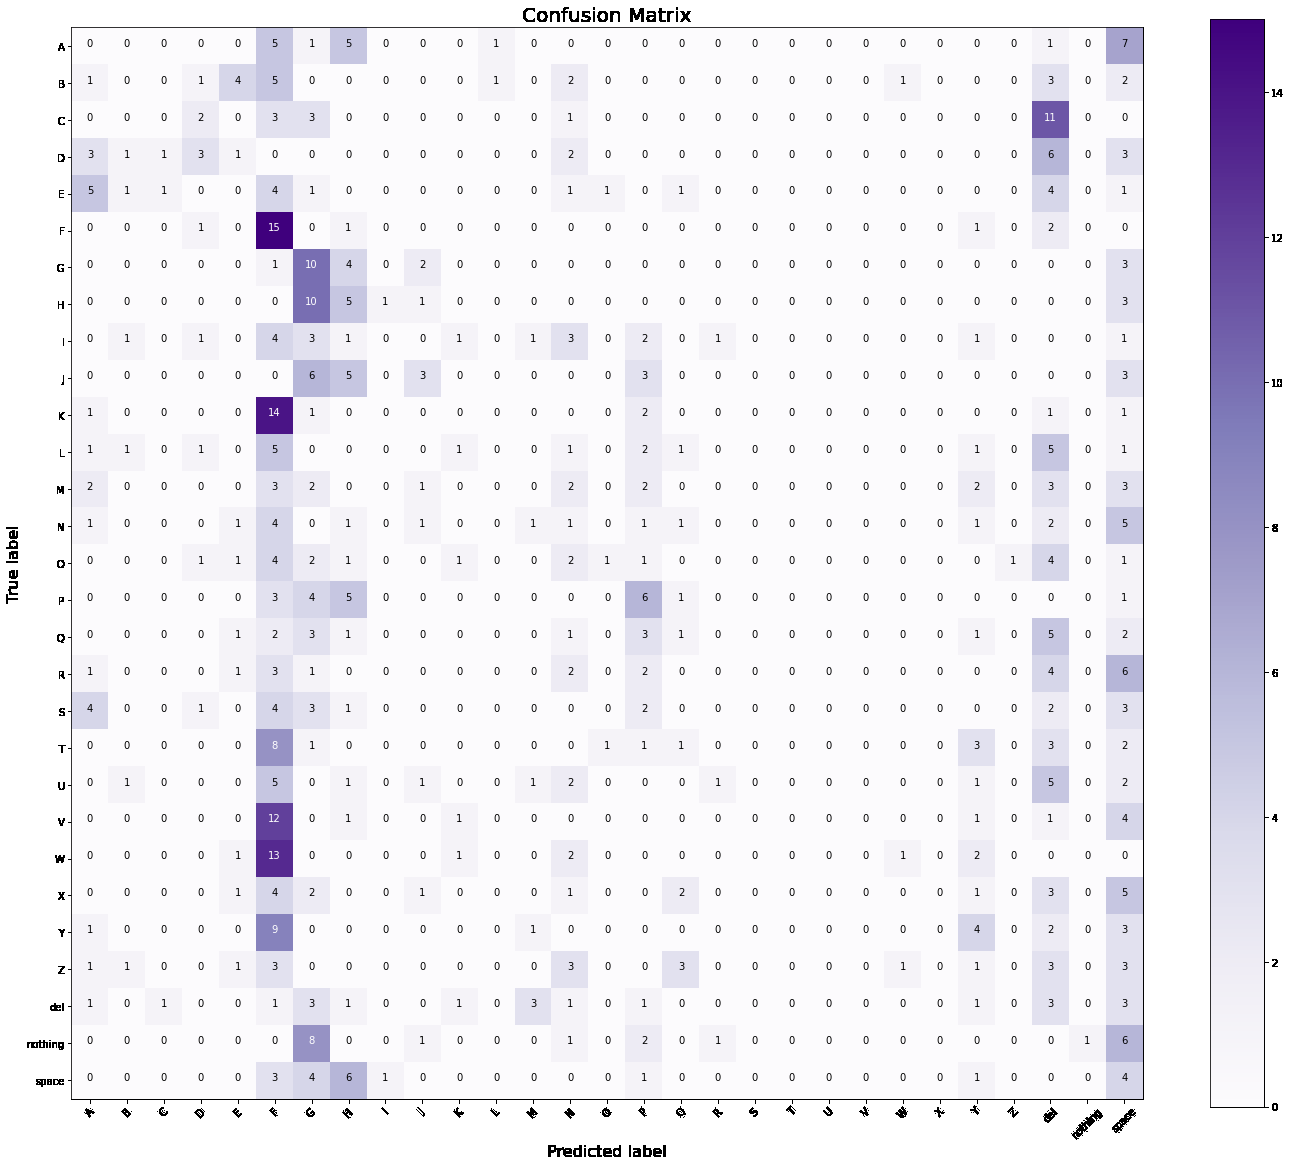 Confusion Matrix
A 0 0 0 0 0 5 1 5 0 0 0 1 0 0 0 0 0 0 0 0 0 0 0 0 0 0 1 0 7
B 1 0 0 1 4 5 0 0 0 0 0 1 0 2 0 0 0 0 0 0 0 0 1 0 0 0 3 0 2
C 0 0 0 2 0 3 3 0 0 0 0 0 0 1 0 0 0 0 0 0 0 0 0 0 0 0 11 0 0
D 3 1 1 3 1 0 0 0 0 0 0 0 0 2 0 0 0 0 0 0 0 0 0 0 0 0 6 0 3
E 5 1 1 0 0 4 1 0 0 0 0 0 0 1 1 0 1 0 0 0 0 0 0 0 0 0 4 0 1
F 0 0 0 1 0 15 0 1 0 0 0 0 0 0 0 0 0 0 0 0 0 0 0 0 1 0 2 0 0
G 0 0 0 0 0 1 10 4 0 2 0 0 0 0 0 0 0 0 0 0 0 0 0 0 0 0 0 0 3
H 0 0 0 0 0 0 10 5 1 1 0 0 0 0 0 0 0 0 0 0 0 0 0 0 0 0 0 0 3
I 0 1 0 1 0 4 3 1 0 0 1 0 1 3 0 2 0 1 0 0 0 0 0 0 1 0 0 0 1
J 0 0 0 0 0 0 6 5 0 3 0 0 0 0 0 3 0 0 0 0 0 0 0 0 0 0 0 0 3
K 1 0 0 0 0 14 1 0 0 0 0 0 0 0 0 2 0 0 0 0 0 0 0 0 0 0 1 0 1
L 1 1 0 1 0 5 0 0 0 0 1 0 0 1 0 2 1 0 0 0 0 0 0 0 1 0 5 0 1
M 2 0 0 0 0 3 2 0 0 1 0 0 0 2 0 2 0 0 0 0 0 0 0 0 2 0 3 0 3
N 1 0 0 0 1 4 0 1 0 1 0 0 1 1 0 1 1 0 0 0 0 0 0 0 1 0 2 0 5
O 0 0 0 1 1 4 2 1 0 0 1 0 0 2 1 1 0 0 0 0 0 0 0 0 0 1 4 0 1
P 0 0 0 0 0 3 4 5 0 0 0 0 0 0 0 6 1 0 0 0 0 0 0 0 0 0 0 0 1
Q 0 0 0 0 1 2 3 1 0 0 0 0 0 1 0 3 1 0 0 0 0 0 0 0 1 0 5 0 2
R 1 0 0 0 1 3 1 0 0 0 0 0 0 2 0 2 0 0 0 0 0 0 0 0 0 0 4 0 6
S 4 0 0 1 0 4 3 1 0 0 0 0 0 0 0 2 0 0 0 0 0 0 0 0 0 0 2 0 3
T 0 0 0 0 0 8 1 0 0 0 0 0 0 0 1 1 1 0 0 0 0 0 0 0 3 0 3 0 2
U 0 1 0 0 0 5 0 1 0 1 0 0 1 2 0 0 0 1 0 0 0 0 0 0 1 0 5 0 2
V 0 0 0 0 0 12 0 1 0 0 1 0 0 0 0 0 0 0 0 0 0 0 0 0 1 0 1 0 4
W 0 0 0 0 1 13 0 0 0 0 1 0 0 2 0 0 0 0 0 0 0 0 1 0 2 0 0 0 0
X 0 0 0 0 1 4 2 0 0 1 0 0 0 1 0 0 2 0 0 0 0 0 0 0 1 0 3 0 5
Y 1 0 0 0 0 9 0 0 0 0 0 0 1 0 0 0 0 0 0 0 0 0 0 0 4 0 2 0 3
Z 1 1 0 0 1 3 0 0 0 0 0 0 0 3 0 0 3 0 0 0 0 0 1 0 1 0 3 0 3
del 1 0 1 0 0 1 3 1 0 0 1 0 3 1 0 1 0 0 0 0 0 0 0 0 1 0 3 0 3
nothing 0 0 0 0 0 0 8 0 0 1 0 0 0 1 0 2 0 1 0 0 0 0 0 0 0 0 0 1 6
space 0 0 0 0 0 3 4 6 1 0 0 0 0 0 0 1 0 0 0 0 0 0 0 0 1 0 0 0 4
A B C D E F G H I J K L M N O P Q R S T U V W X Y Z del nothing space
True label
Predicted label
14
12
10
8
6
4
2
0